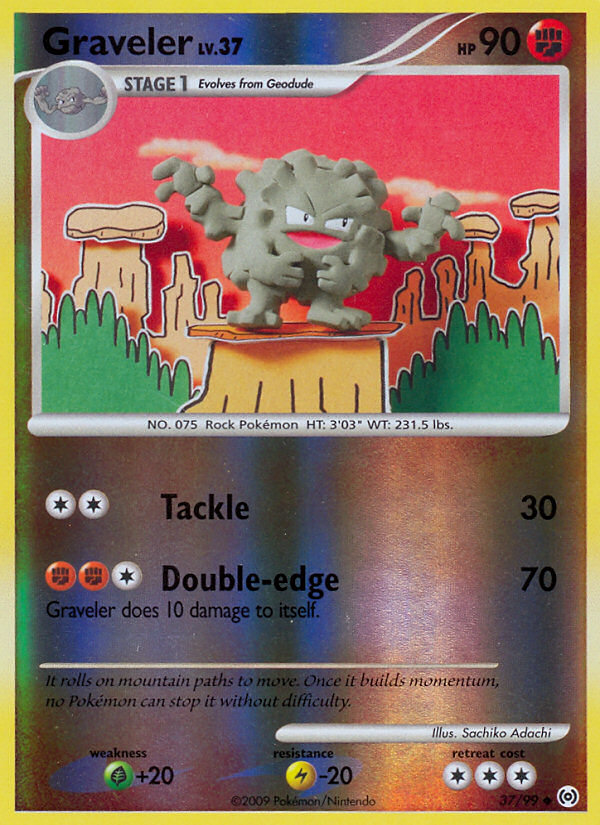 Graveler LV.37 HP 90
STAGE 1 Evolves from Geodude
NO. 075 Rock Pokémon HT: 3'03" WT: 231.5 lbs.
Tackle 30
Double-edge 70
Graveler does 10 damage to itself.
It rolls on mountain paths to move. Once it builds momentum,
no Pokémon can stop it without difficulty.
Illus. Sachiko Adachi
weakness resistance retreat cost
+20 -20
©2009 Pokémon/Nintendo 37/99